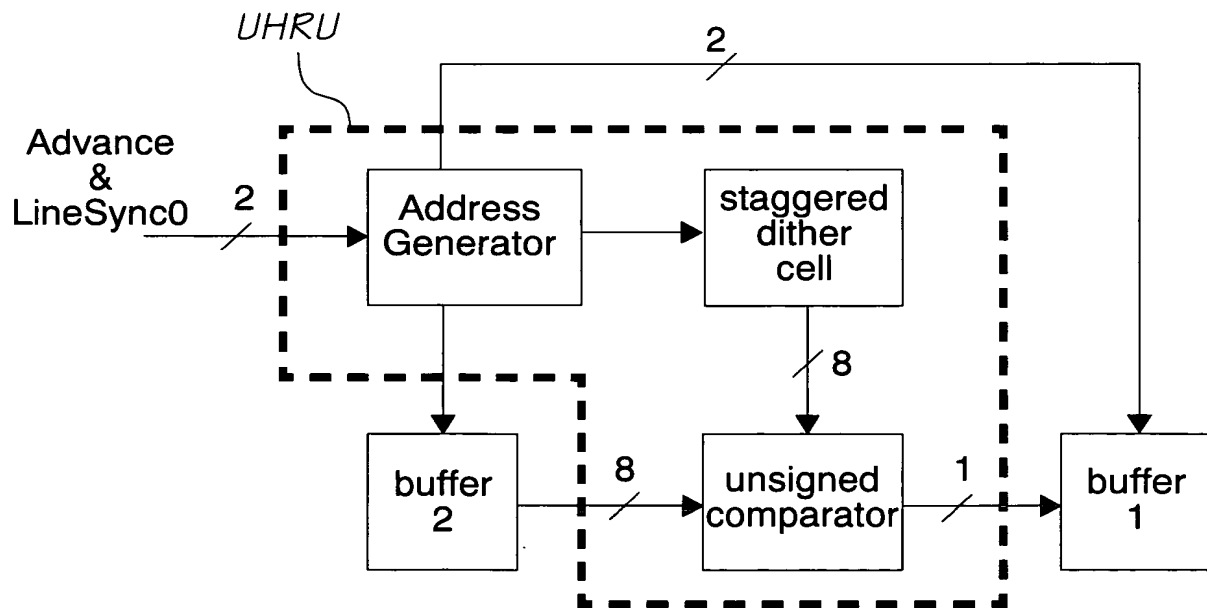 UHRU
2
Advance
&
LineSync0
2
Address
Generator
staggered
dither
cell
8
buffer
2
8
unsigned
comparator
1
buffer
1